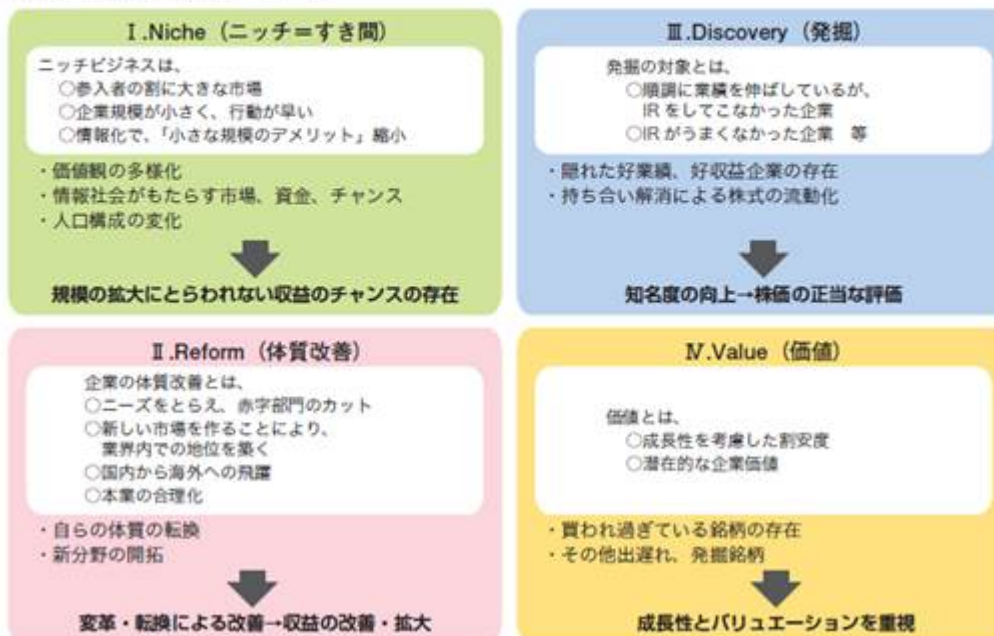 Ⅰ.Niche（ニッチ＝すき間）
ニッチビジネスは、
○参入者の割に大きな市場
○企業規模が小さく、行動が早い
○情報化で、「小さな規模のデメリット」縮小
・価値観の多様化
・情報社会がもたらす市場、資金、チャンス
・人口構成の変化
規模の拡大にとらわれない収益のチャンスの存在
Ⅱ.Reform（体質改善）
企業の体質改善とは、
○ニーズをとらえ、赤字部門のカット
○新しい市場を作ることにより、
業界内での地位を築く
○国内から海外への飛躍
○本業の合理化
・自らの体質の転換
・新分野の開拓
変革・転換による改善→収益の改善・拡大
Ⅲ.Discovery（発掘）
発掘の対象とは、
○順調に業績を伸ばしているが、
IRをしてこなかった企業
○IRがうまくなかった企業　等
・隠れた好業績、好収益企業の存在
・持ち合い解消による株式の流動化
知名度の向上→株価の正当な評価
Ⅳ.Value（価値）
価値とは、
○成長性を考慮した割安度
○潜在的な企業価値
・買われ過ぎている銘柄の存在
・その他出遅れ、発掘銘柄
成長性とバリュエーションを重視